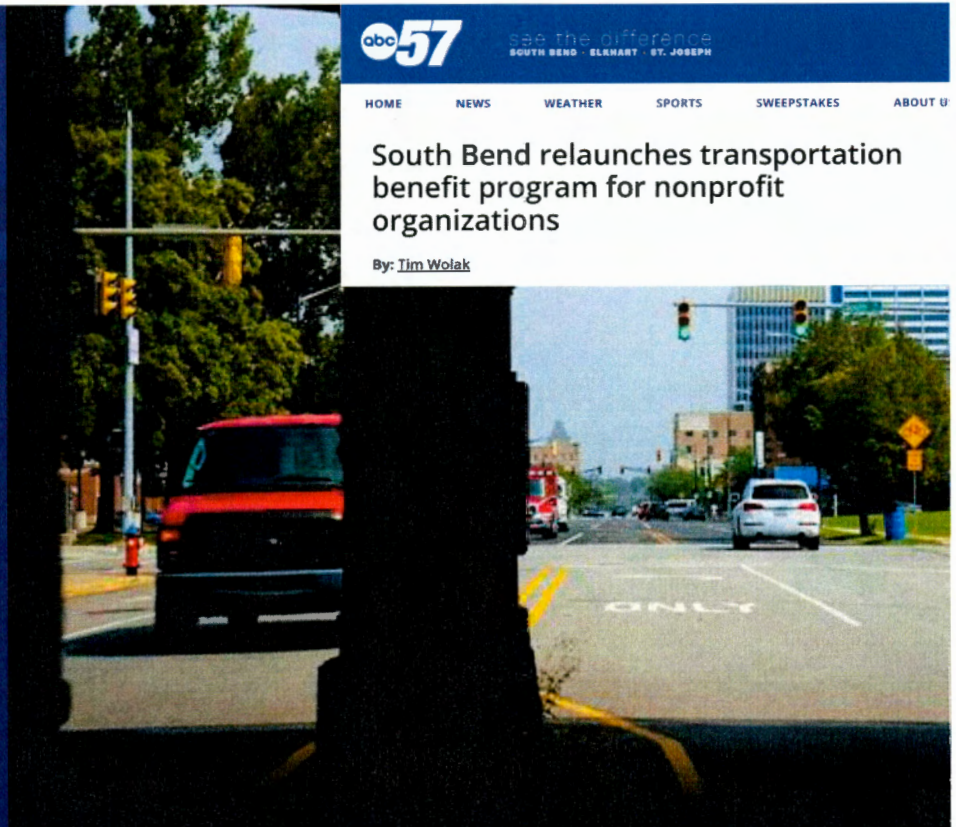 abc57
see the difference
SOUTH BEND · ELKHART · ST. JOSEPH
HOME NEWS WEATHER SPORTS SWEEPSTAKES ABOUT U
South Bend relaunches transportation
benefit program for nonprofit
organizations
By: Tim Wolak
ONLY